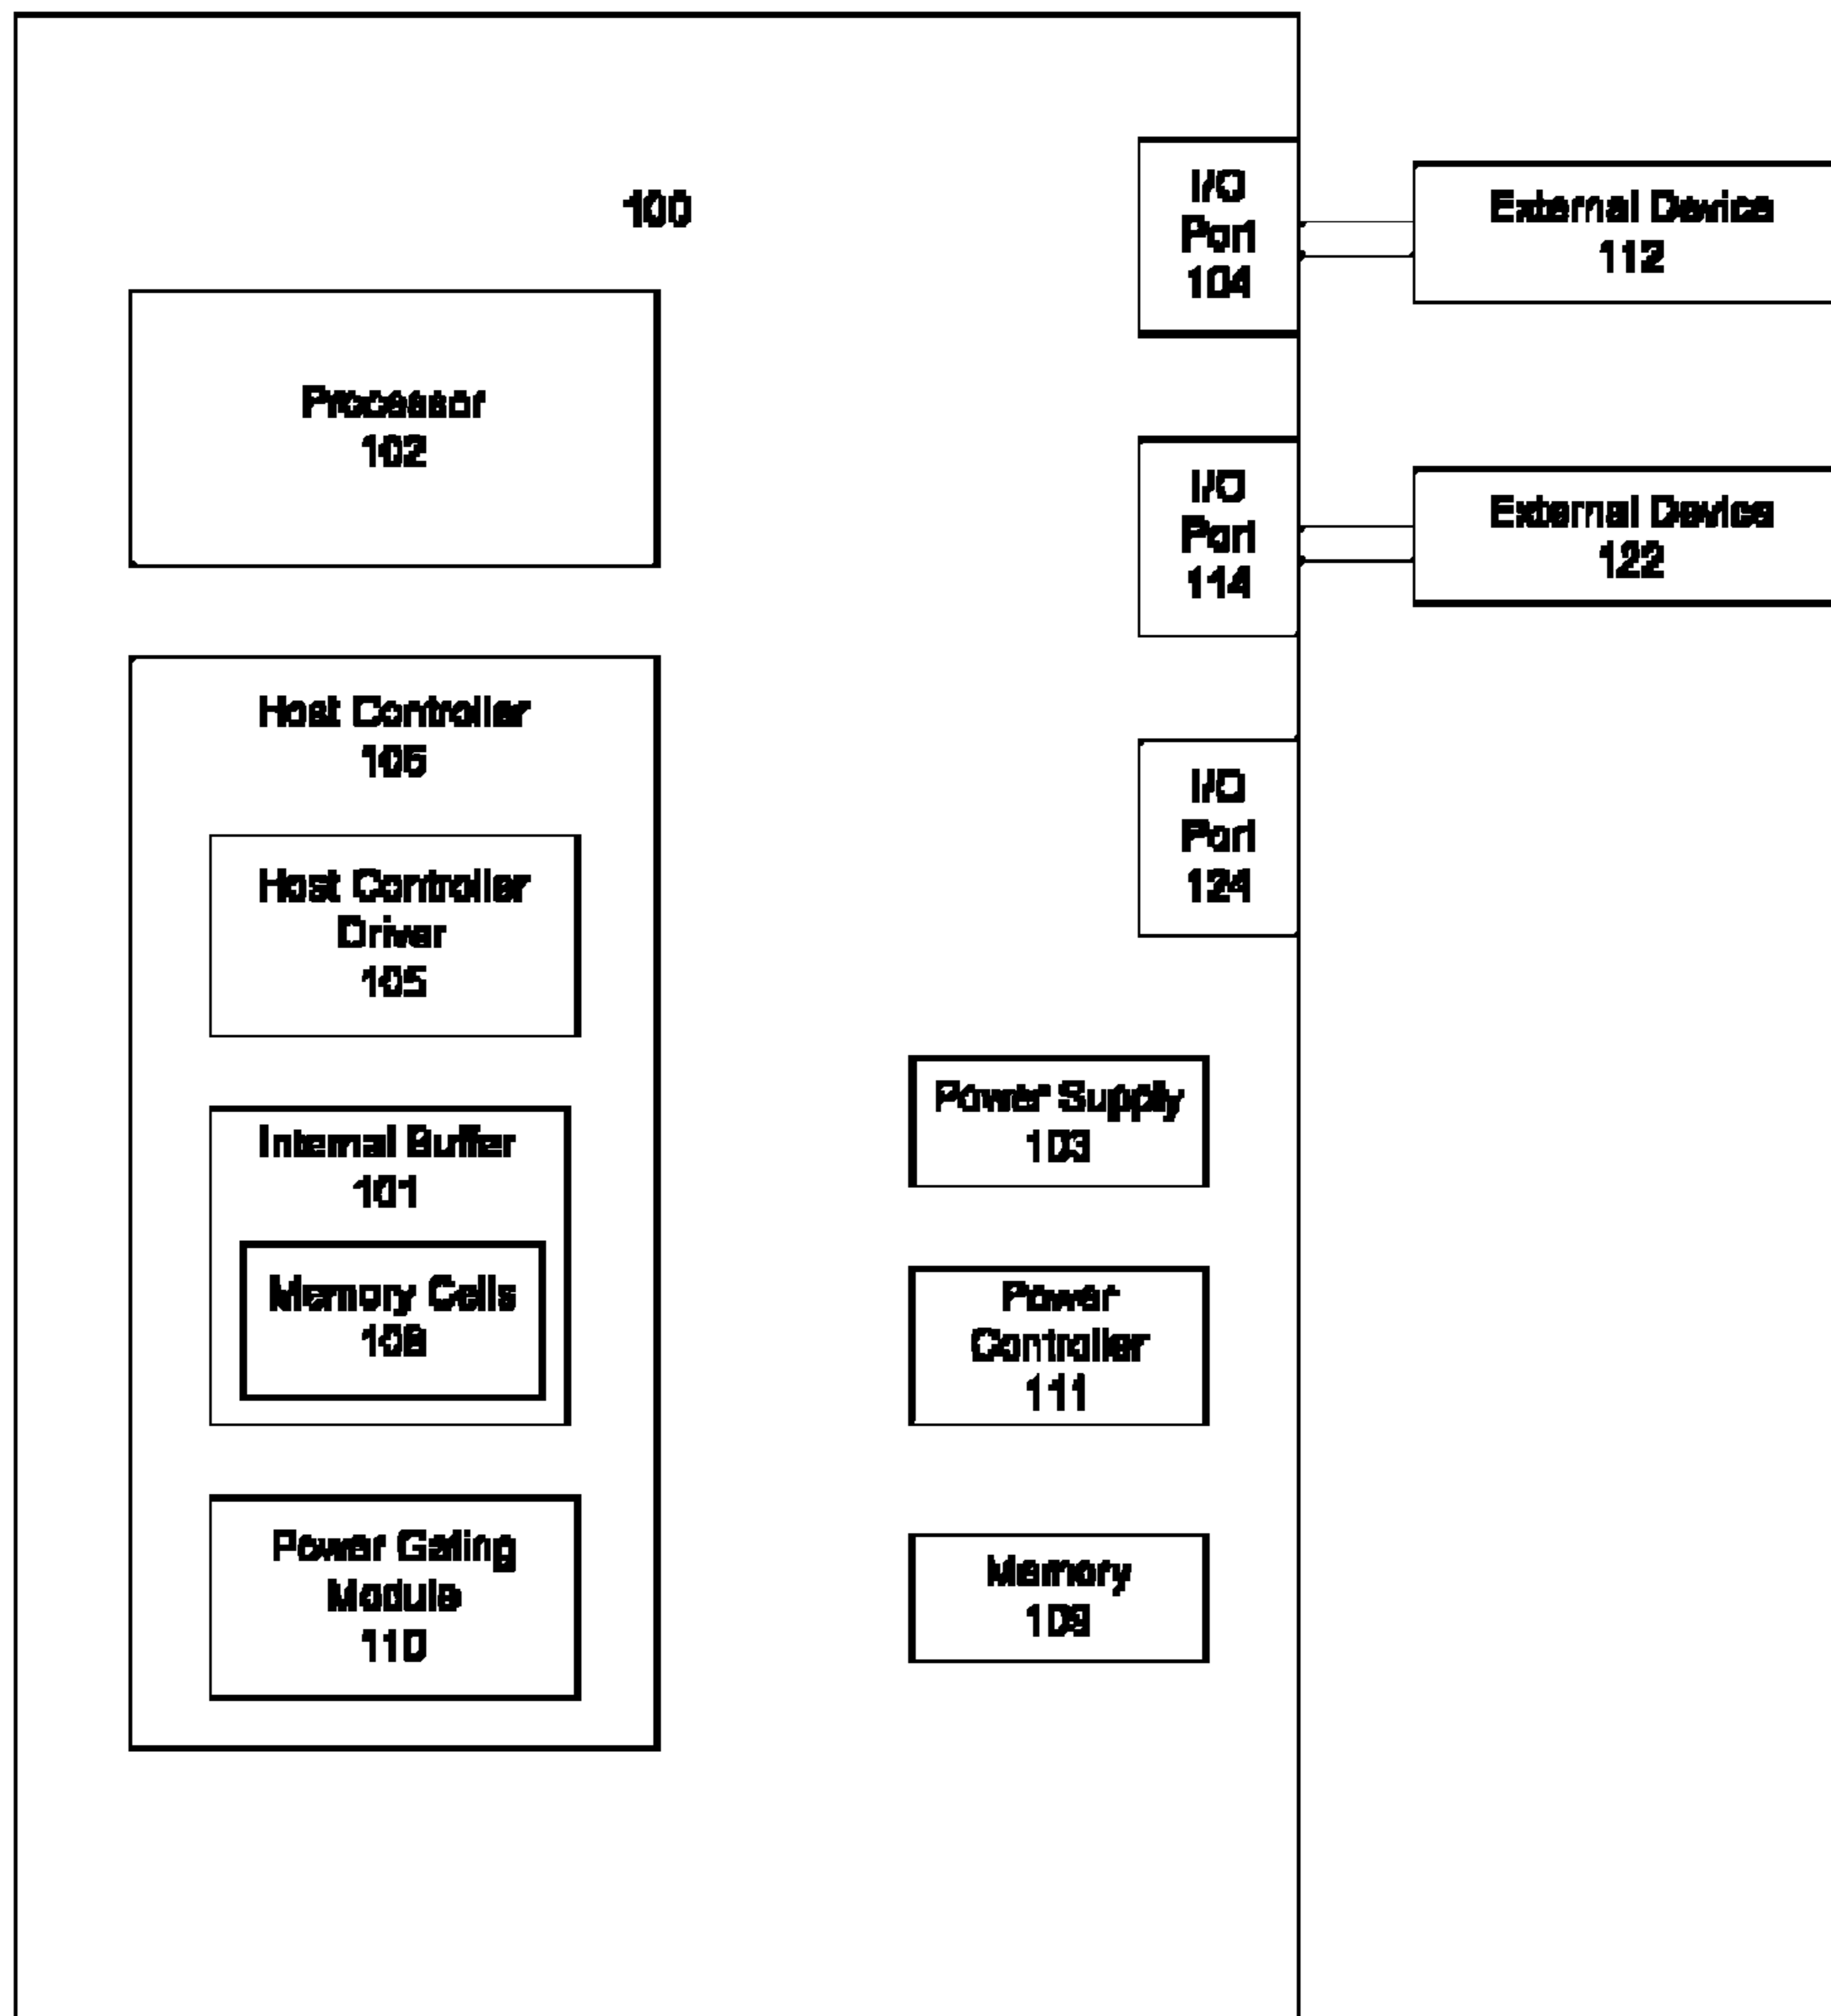 100
Processor
102
Host Controller
106
Host Controller
Driver
105
Internal Buffer
101
Memory Cells
108
Power Gating
Module
110
I/O
Port
104
I/O
Port
114
I/O
Port
124
Power Supply
103
Power
Controller
111
Memory
109
External Device
112
External Device
122